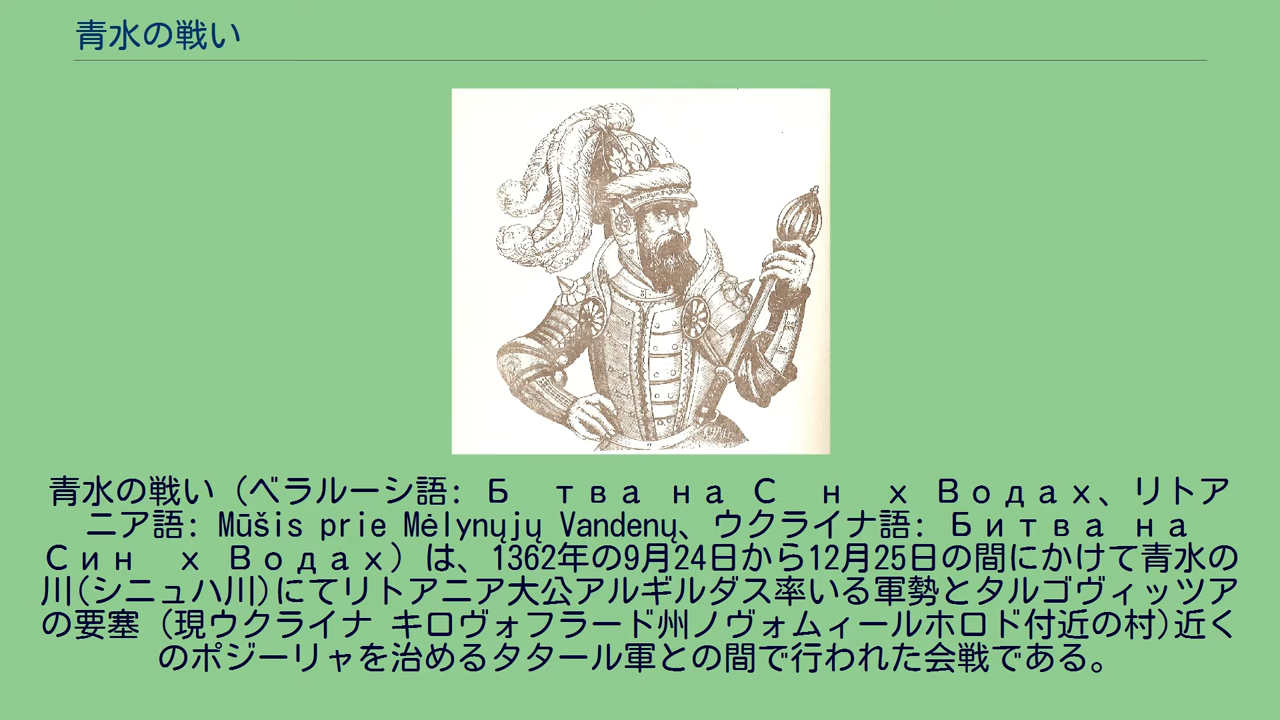 青水の戦い
青水の戦い（ベラルーシ語: Б тва на С н х Водах、リトア
ニア語: Mūšis prie Mėlynųjų Vandenų、ウクライナ語: Битва на
Син х Водах）は、1362年の9月24日から12月25日の間にかけて青水の
川(シニュハ川)にてリトアニア大公アルギルダス率いる軍勢とタルゴヴィッツア
の要塞（現ウクライナ キロヴォフラード州ノヴォムィールホロド付近の村)近く
のポジーリャを治めるタタール軍との間で行われた会戦である。